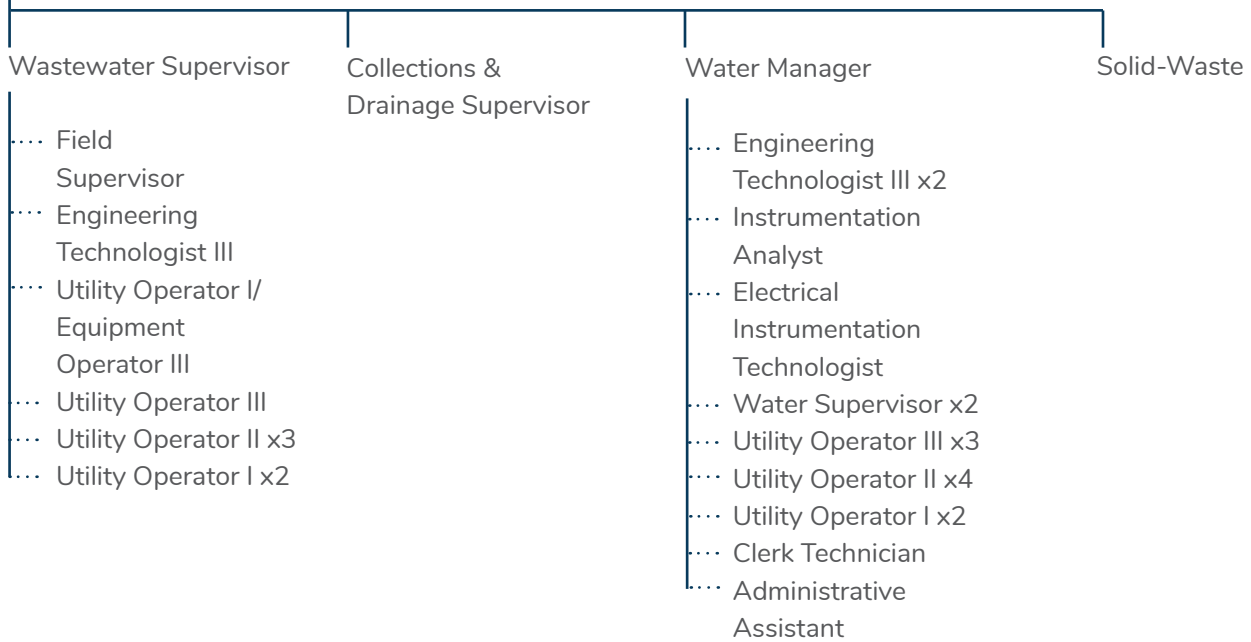 Wastewater Supervisor
Field
Supervisor
Engineering
Technologist III
Utility Operator I/
Equipment
Operator III
Utility Operator III
Utility Operator II x3
Utility Operator I x2
Collections &
Drainage Supervisor
Water Manager
Engineering
Technologist III x2
Instrumentation
Analyst
Electrical
Instrumentation
Technologist
Water Supervisor x2
Utility Operator III x3
Utility Operator II x4
Utility Operator I x2
Clerk Technician
Administrative
Assistant
Solid-Waste